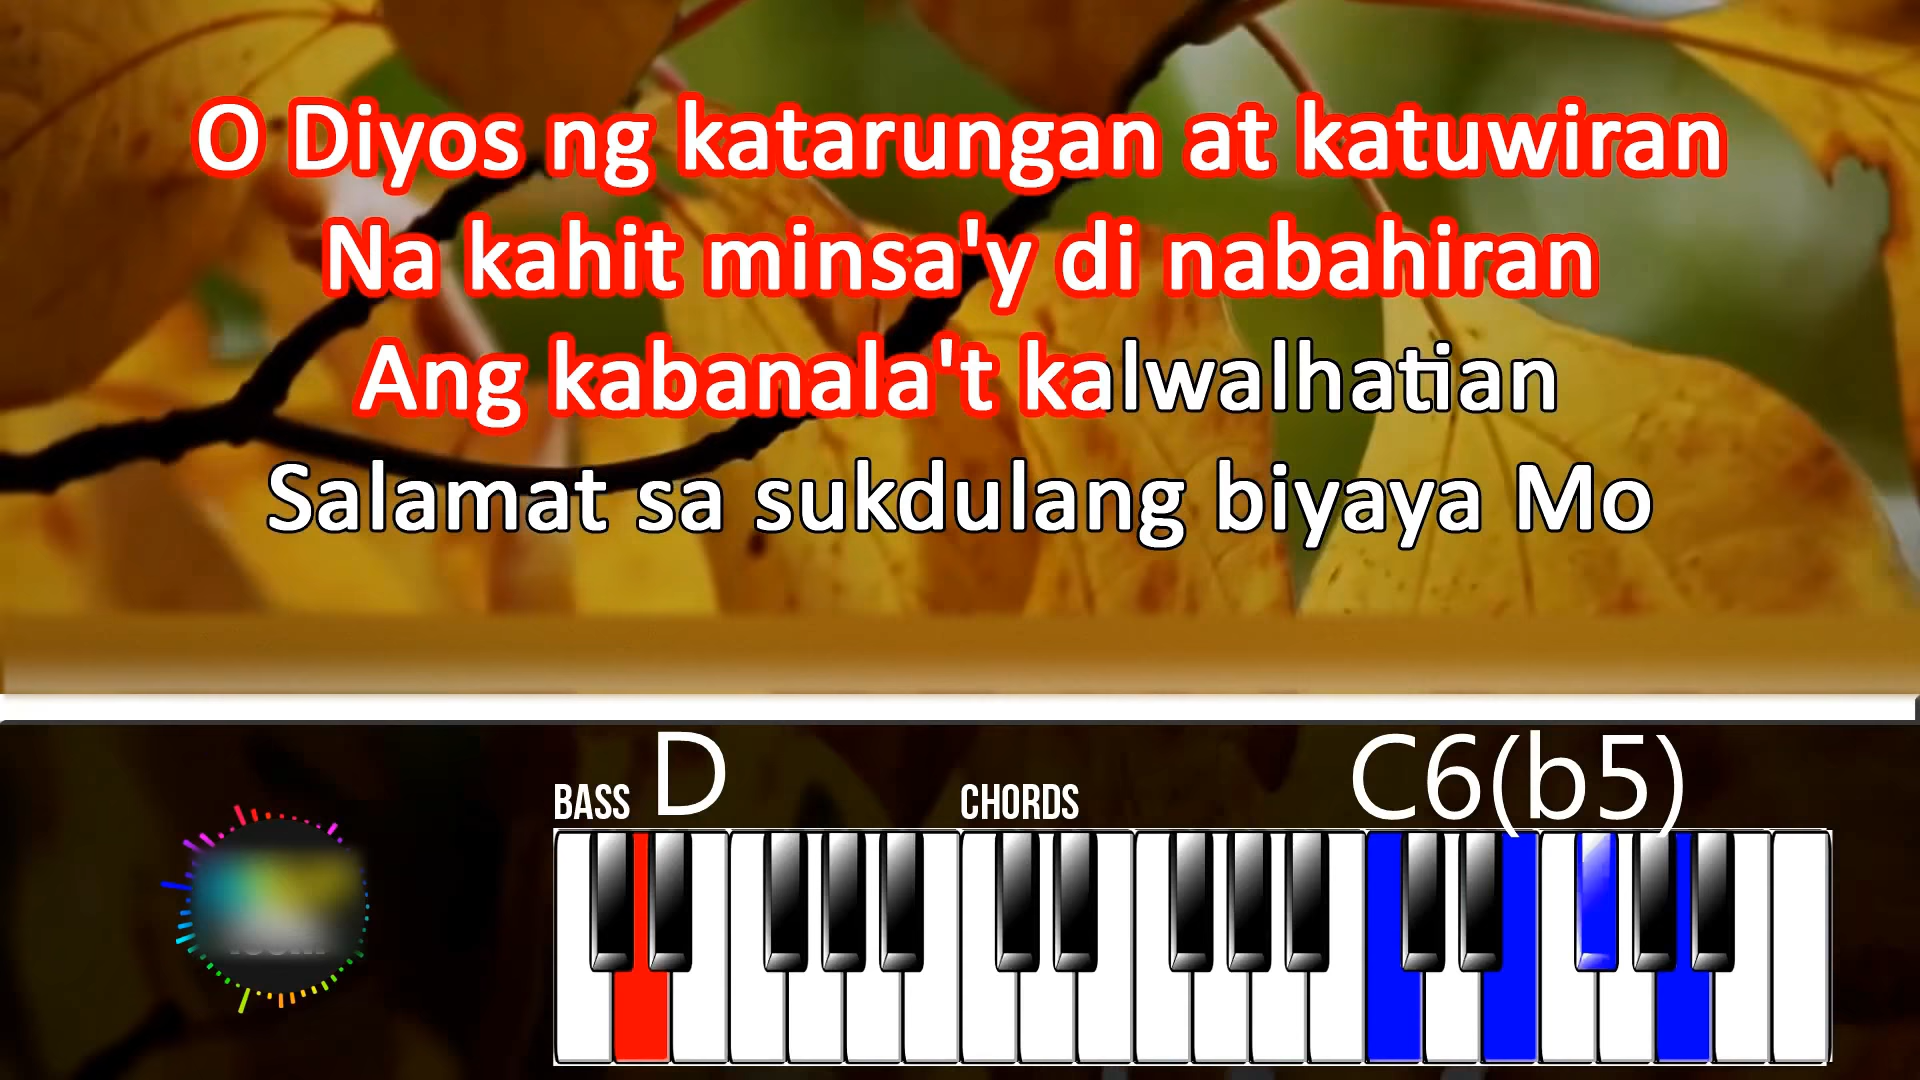 O Diyos ng katarungan at katuwiran
Na kahit minsa'y di nabahiran
Ang kabanala't kalwalhatian
Salamat sa sukdulang biyaya Mo
BASS D CHORDS C6(b5)